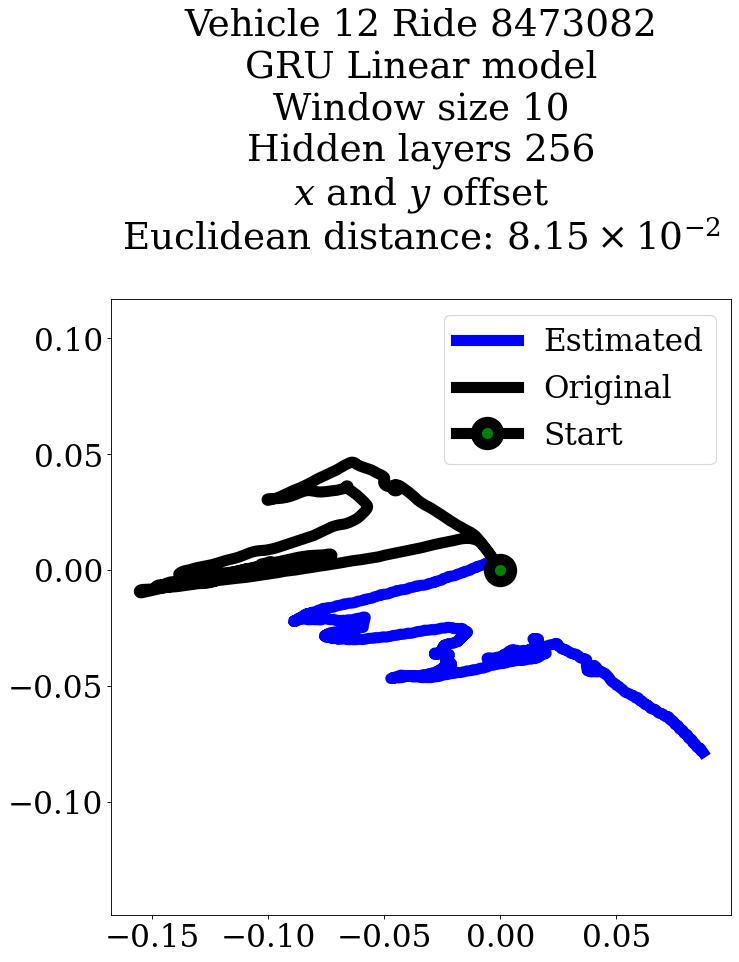 Vehicle 12 Ride 8473082
GRU Linear model
Window size 10
Hidden layers 256
x and y offset
Euclidean distance: 8.15 × 10⁻²
Estimated
Original
Start
0.10
0.05
0.00
−0.05
−0.10
−0.15 −0.10 −0.05 0.00 0.05